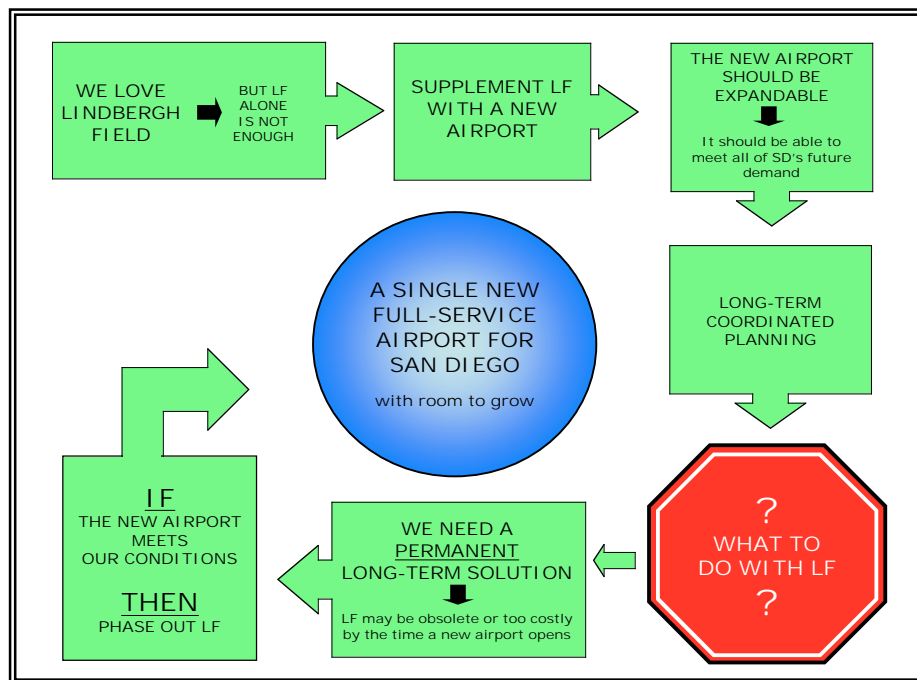 WE LOVE
LINDBERGH
FIELD
BUT LF
ALONE
IS NOT
ENOUGH
SUPPLEMENT LF
WITH A NEW
AIRPORT
THE NEW AIRPORT
SHOULD BE
EXPANDABLE
It should be able to
meet all of SD's future
demand
LONG-TERM
COORDINATED
PLANNING
?
WHAT TO
DO WITH LF
?
WE NEED A
PERMANENT
LONG-TERM SOLUTION
LF may be obsolete or too costly
by the time a new airport opens
IF
THE NEW AIRPORT
MEETS
OUR CONDITIONS
THEN
PHASE OUT LF
A SINGLE NEW
FULL-SERVICE
AIRPORT FOR
SAN DIEGO
with room to grow